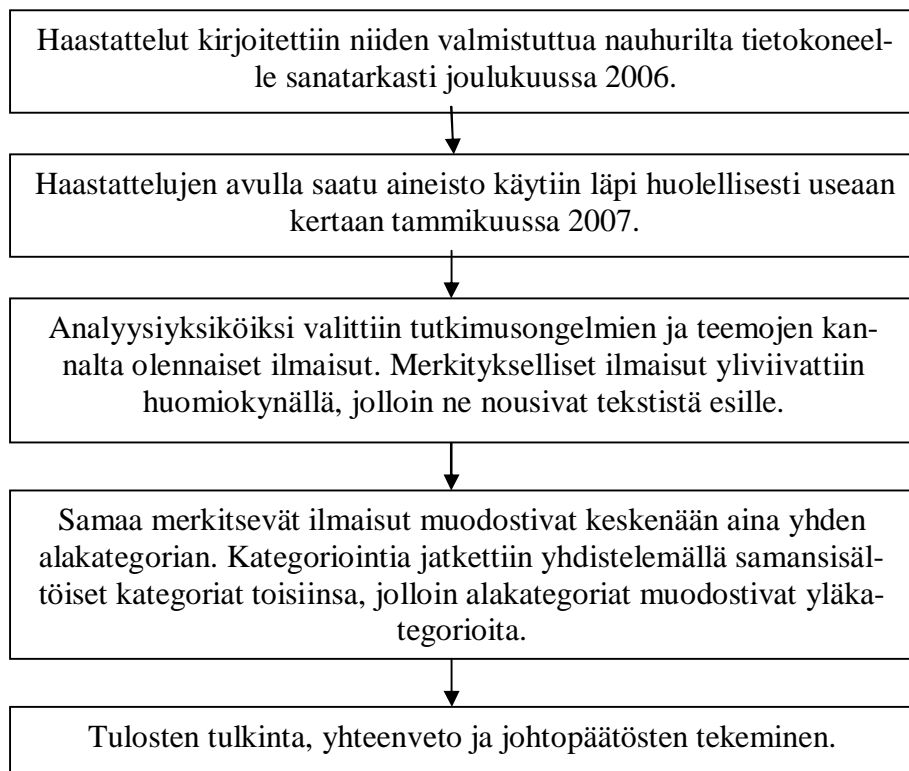 Haastattelut kirjoitettiin niiden valmistuttua nauhurilta tietokoneel-
le sanatarkasti joulukuussa 2006.
Haastattelujen avulla saatu aineisto käytiin läpi huolellisesti useaan
kertaan tammikuussa 2007.
Analyysiyksiköiksi valittiin tutkimusongelmien ja teemojen kan-
nalta olennaiset ilmaisut. Merkitykselliset ilmaisut yliviivattiin
huomiokynällä, jolloin ne nousivat tekstistä esille.
Samaa merkitsevät ilmaisut muodostivat keskenään aina yhden
alakategorian. Kategoriointia jatkettiin yhdistelemällä samansisäl-
töiset kategoriat toisiinsa, jolloin alakategoriat muodostivat yläka-
tegorioita.
Tulosten tulkinta, yhteenveto ja johtopäätösten tekeminen.